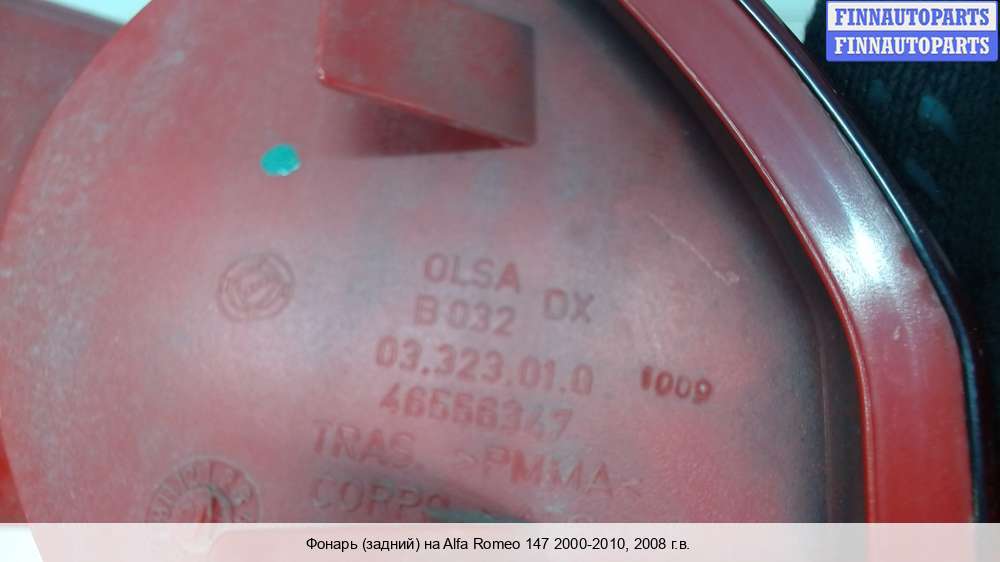 FINNAUTOPARTS
FINNAUTOPARTS
OLSA DX
B032
03.323.01.0 1009
46556347
TRAS. >PMMA<
Фонарь (задний) на Alfa Romeo 147 2000-2010, 2008 г.в.